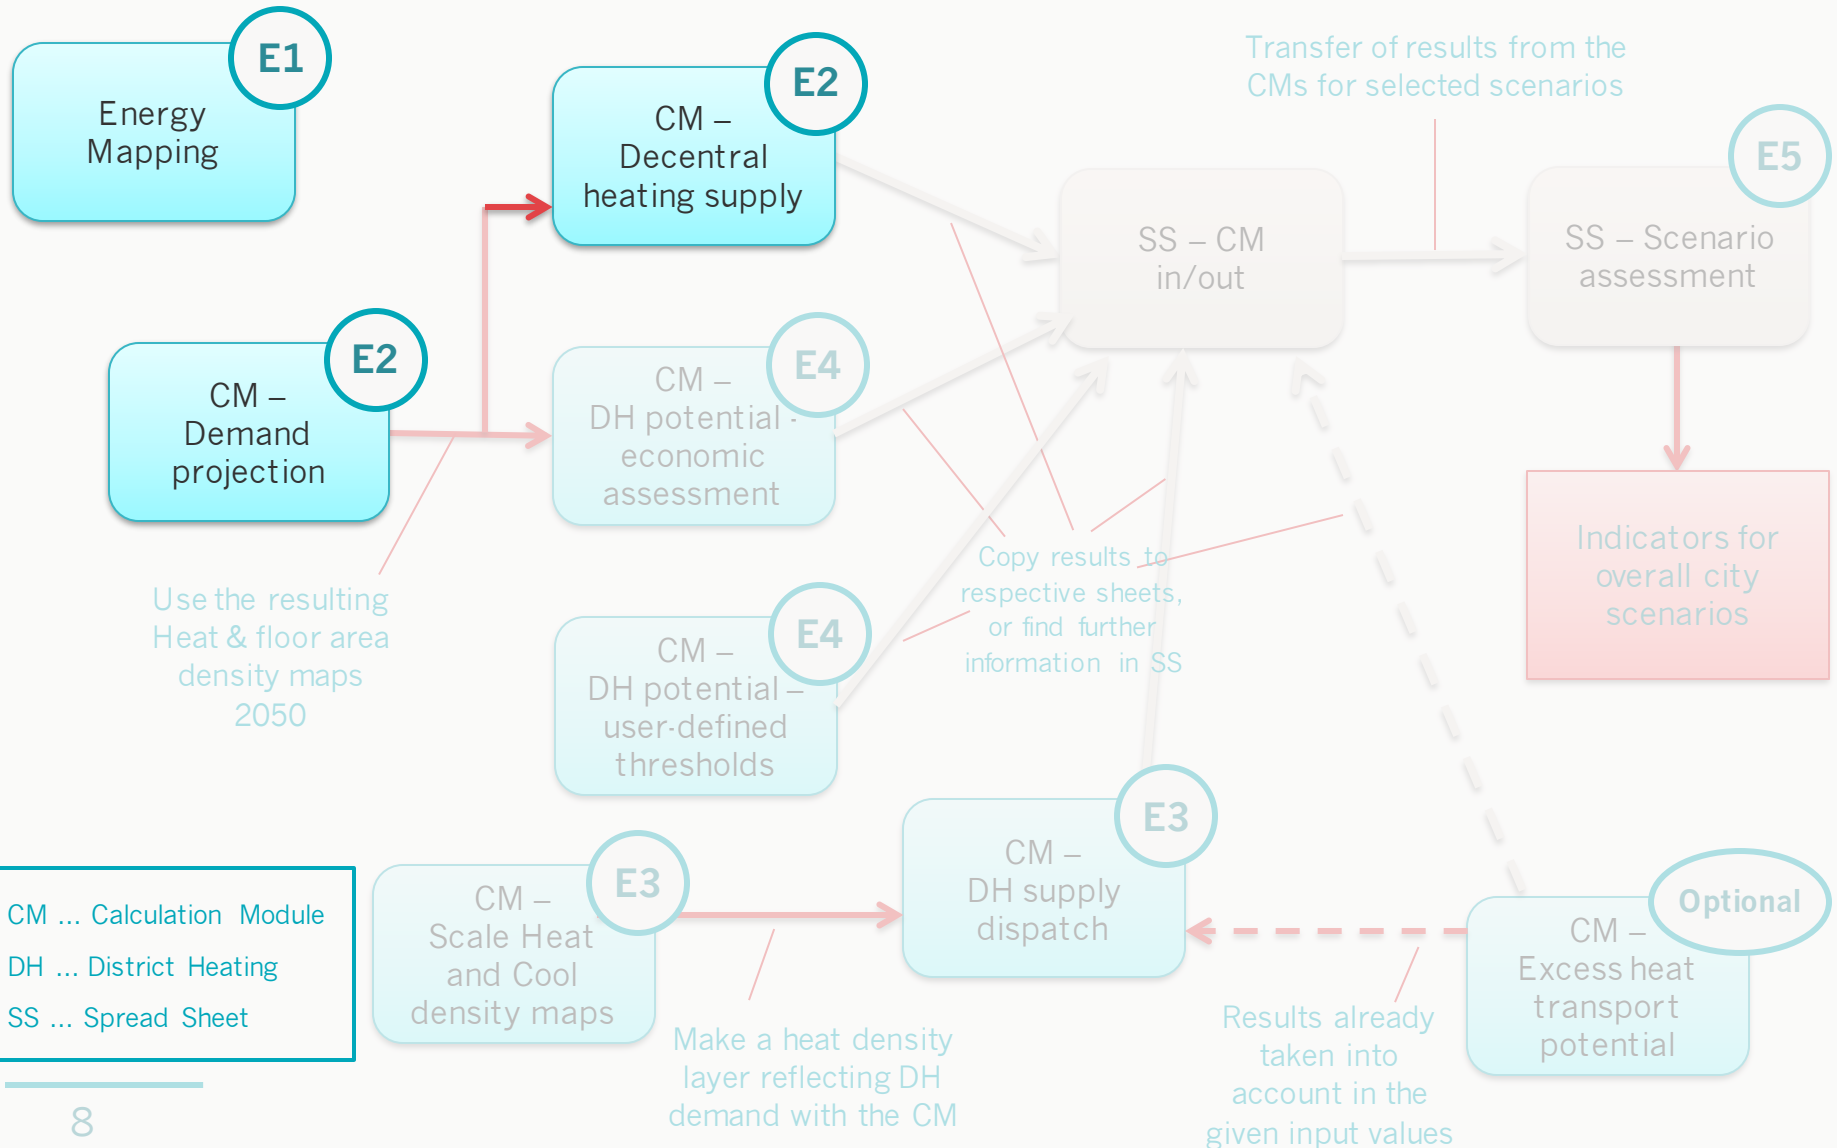 E1
Energy
Mapping
E2
CM –
Decentral
heating supply
Transfer of results from the
CMs for selected scenarios
E5
SS – CM
in/out
SS – Scenario
assessment
E2
CM –
Demand
projection
E4
CM –
DH potential -
economic
assessment
Use the resulting
Heat & floor area
density maps
2050
E4
CM –
DH potential –
user-defined
thresholds
Copy results to
respective sheets,
or find further
information in SS
Indicators for
overall city
scenarios
CM ... Calculation Module
DH ... District Heating
SS ... Spread Sheet
E3
CM –
Scale Heat
and Cool
density maps
E3
CM –
DH supply
dispatch
Optional
CM –
Excess heat
transport
potential
Make a heat density
layer reflecting DH
demand with the CM
Results already
taken into
account in the
given input values
8